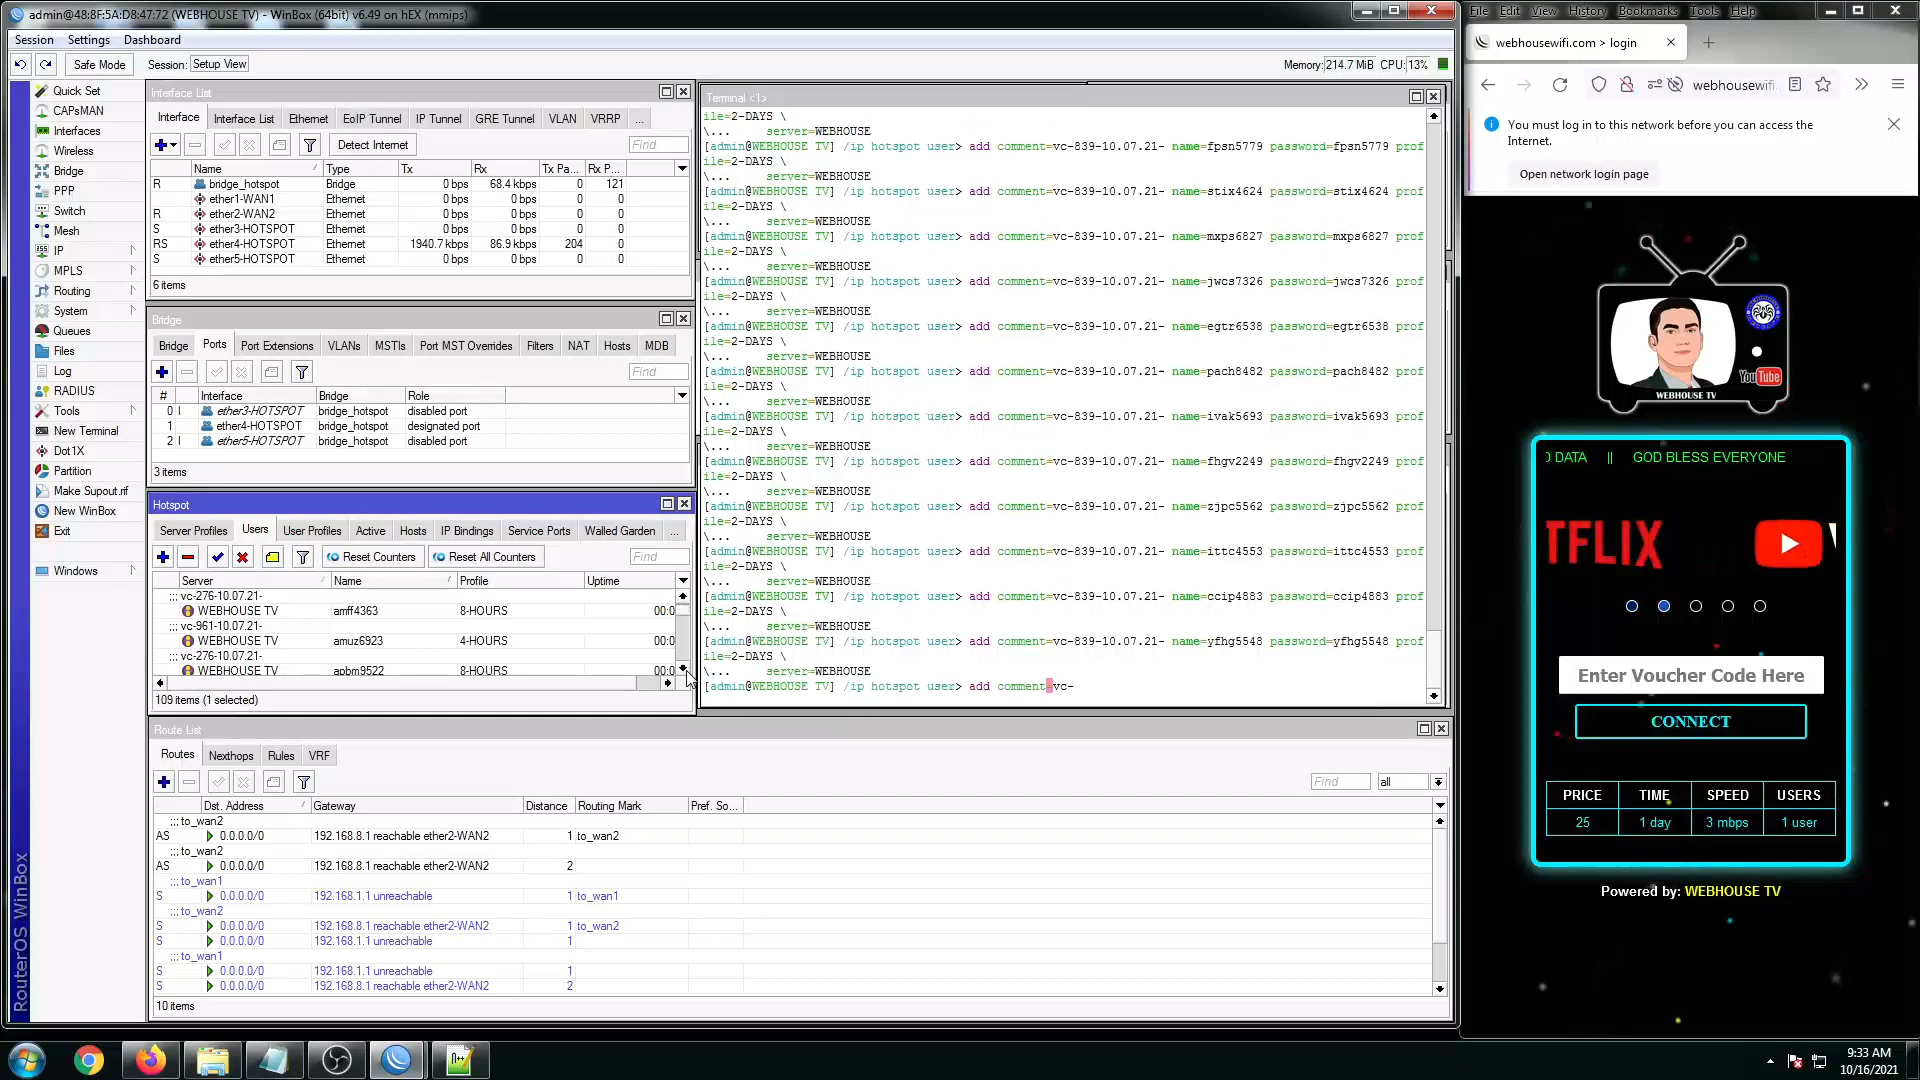 admin@48:8F:5A:D8:47:72 (WEBHOUSE TV) - WinBox (64bit) v6.49 on hEX (mmips)
Session Settings Dashboard
Safe Mode Session: Setup View Memory: 214.7 MiB CPU: 13%
Quick Set
CAPsMAN
Interfaces
Wireless
Bridge
PPP
Switch
Mesh
IP
MPLS
Routing
System
Queues
Files
Log
RADIUS
Tools
New Terminal
Dot1X
Partition
Make Supout.rif
New WinBox
Exit
Windows
RouterOS WinBox
Interface List
Interface Interface List Ethernet EoIP Tunnel IP Tunnel GRE Tunnel VLAN VRRP ...
Detect Internet Find
Name Type Tx Rx Tx Pa... Rx P...
R bridge_hotspot Bridge 0 bps 68.4 kbps 0 121
ether1-WAN1 Ethernet 0 bps 0 bps 0 0
R ether2-WAN2 Ethernet 0 bps 0 bps 0 0
S ether3-HOTSPOT Ethernet 0 bps 0 bps 0 0
RS ether4-HOTSPOT Ethernet 1940.7 kbps 86.9 kbps 204 0
S ether5-HOTSPOT Ethernet 0 bps 0 bps 0 0
6 items
Bridge
Bridge Ports Port Extensions VLANs MSTIs Port MST Overrides Filters NAT Hosts MDB
Find
# Interface Bridge Role
0 I ether3-HOTSPOT bridge_hotspot disabled port
1 ether4-HOTSPOT bridge_hotspot designated port
2 I ether5-HOTSPOT bridge_hotspot disabled port
3 items
Hotspot
Server Profiles Users User Profiles Active Hosts IP Bindings Service Ports Walled Garden ...
Reset Counters Reset All Counters Find
Server Name Profile Uptime
;;; vc-276-10.07.21-
WEBHOUSE TV amff4363 8-HOURS 00:0
;;; vc-961-10.07.21-
WEBHOUSE TV amuz6923 4-HOURS 00:0
;;; vc-276-10.07.21-
WEBHOUSE TV apbm9522 8-HOURS 00:0
109 items (1 selected)
Terminal <1>
ile=2-DAYS \
\... server=WEBHOUSE
[admin@WEBHOUSE TV] /ip hotspot user> add comment=vc-839-10.07.21- name=fpsn5779 password=fpsn5779 prof
ile=2-DAYS \
\... server=WEBHOUSE
[admin@WEBHOUSE TV] /ip hotspot user> add comment=vc-839-10.07.21- name=stix4624 password=stix4624 prof
ile=2-DAYS \
\... server=WEBHOUSE
[admin@WEBHOUSE TV] /ip hotspot user> add comment=vc-839-10.07.21- name=mxps6827 password=mxps6827 prof
ile=2-DAYS \
\... server=WEBHOUSE
[admin@WEBHOUSE TV] /ip hotspot user> add comment=vc-839-10.07.21- name=jwcs7326 password=jwcs7326 prof
ile=2-DAYS \
\... server=WEBHOUSE
[admin@WEBHOUSE TV] /ip hotspot user> add comment=vc-839-10.07.21- name=egtr6538 password=egtr6538 prof
ile=2-DAYS \
\... server=WEBHOUSE
[admin@WEBHOUSE TV] /ip hotspot user> add comment=vc-839-10.07.21- name=pach8482 password=pach8482 prof
ile=2-DAYS \
\... server=WEBHOUSE
[admin@WEBHOUSE TV] /ip hotspot user> add comment=vc-839-10.07.21- name=ivak5693 password=ivak5693 prof
ile=2-DAYS \
\... server=WEBHOUSE
[admin@WEBHOUSE TV] /ip hotspot user> add comment=vc-839-10.07.21- name=fhgv2249 password=fhgv2249 prof
ile=2-DAYS \
\... server=WEBHOUSE
[admin@WEBHOUSE TV] /ip hotspot user> add comment=vc-839-10.07.21- name=zjpc5562 password=zjpc5562 prof
ile=2-DAYS \
\... server=WEBHOUSE
[admin@WEBHOUSE TV] /ip hotspot user> add comment=vc-839-10.07.21- name=ittc4553 password=ittc4553 prof
ile=2-DAYS \
\... server=WEBHOUSE
[admin@WEBHOUSE TV] /ip hotspot user> add comment=vc-839-10.07.21- name=ccip4883 password=ccip4883 prof
ile=2-DAYS \
\... server=WEBHOUSE
[admin@WEBHOUSE TV] /ip hotspot user> add comment=vc-839-10.07.21- name=yfhg5548 password=yfhg5548 prof
ile=2-DAYS \
\... server=WEBHOUSE
[admin@WEBHOUSE TV] /ip hotspot user> add comment=vc-
Route List
Routes Nexthops Rules VRF
Find all
Dst. Address Gateway Distance Routing Mark Pref. So...
;;; to_wan2
AS 0.0.0.0/0 192.168.8.1 reachable ether2-WAN2 1 to_wan2
;;; to_wan2
AS 0.0.0.0/0 192.168.8.1 reachable ether2-WAN2 2
;;; to_wan1
S 0.0.0.0/0 192.168.1.1 unreachable 1 to_wan1
;;; to_wan2
S 0.0.0.0/0 192.168.8.1 reachable ether2-WAN2 1 to_wan2
S 0.0.0.0/0 192.168.1.1 unreachable 1
;;; to_wan1
S 0.0.0.0/0 192.168.1.1 unreachable 1
S 0.0.0.0/0 192.168.8.1 reachable ether2-WAN2 2
10 items
File Edit View History Bookmarks Tools Help
webhousewifi.com > login
webhousewifi
You must log in to this network before you can access the
Internet.
Open network login page
YouTube
WEBHOUSE TV
D DATA || GOD BLESS EVERYONE
TFLIX
Enter Voucher Code Here
CONNECT
PRICE TIME SPEED USERS
25 1 day 3 mbps 1 user
Powered by: WEBHOUSE TV
9:33 AM
10/16/2021